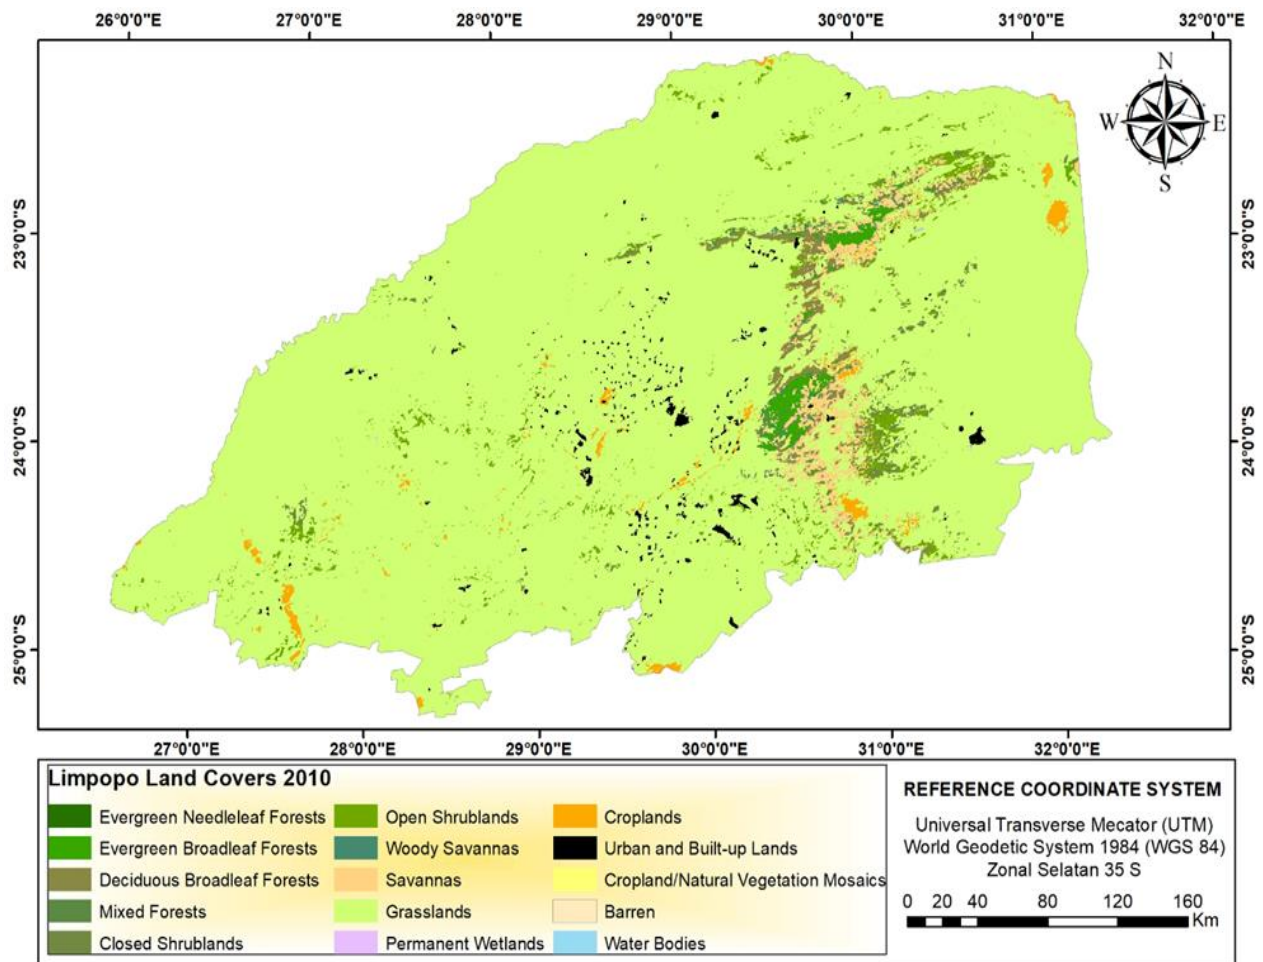 26°0'0"E 27°0'0"E 28°0'0"E 29°0'0"E 30°0'0"E 31°0'0"E 32°0'0"E
N
W E
S
23°0'0"S 23°0'0"S
24°0'0"S 24°0'0"S
25°0'0"S 25°0'0"S
27°0'0"E 28°0'0"E 29°0'0"E 30°0'0"E 31°0'0"E 32°0'0"E
Limpopo Land Covers 2010
Evergreen Needleleaf Forests
Evergreen Broadleaf Forests
Deciduous Broadleaf Forests
Mixed Forests
Closed Shrublands
Open Shrublands
Woody Savannas
Savannas
Grasslands
Permanent Wetlands
Croplands
Urban and Built-up Lands
Cropland/Natural Vegetation Mosaics
Barren
Water Bodies
REFERENCE COORDINATE SYSTEM
Universal Transverse Mecator (UTM)
World Geodetic System 1984 (WGS 84)
Zonal Selatan 35 S
0 20 40 80 120 160
Km